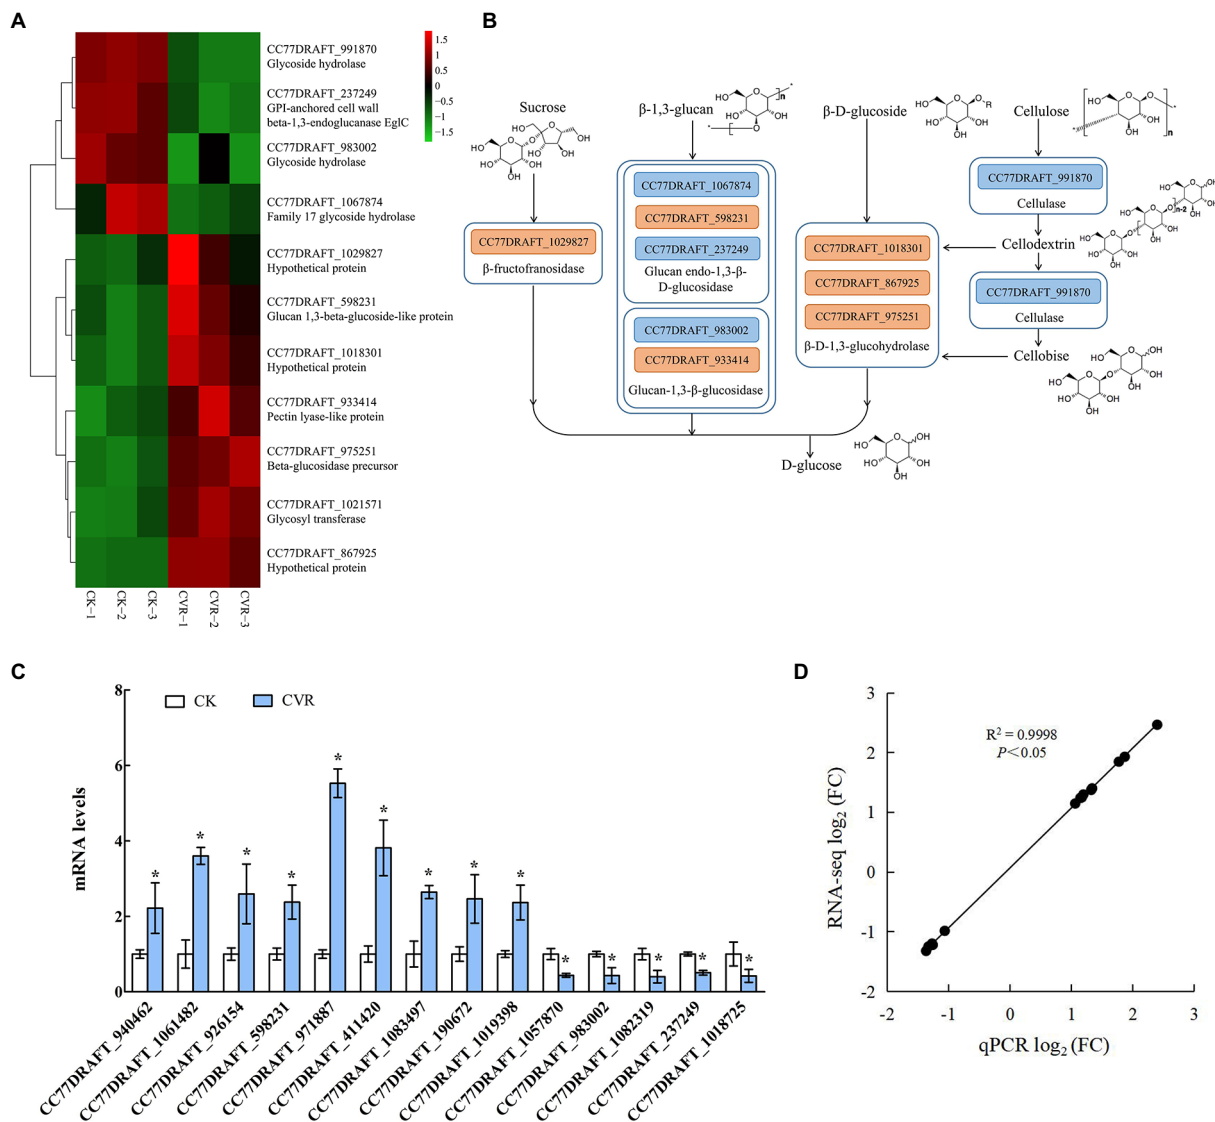 A
CC77DRAFT_991870
Glycoside hydrolase
CC77DRAFT_237249
GPI-anchored cell wall
beta-1,3-endoglucanase EglC
CC77DRAFT_983002
Glycoside hydrolase
CC77DRAFT_1067874
Family 17 glycoside hydrolase
CC77DRAFT_1029827
Hypothetical protein
CC77DRAFT_598231
Glucan 1,3-beta-glucoside-like protein
CC77DRAFT_1018301
Hypothetical protein
CC77DRAFT_933414
Pectin lyase-like protein
CC77DRAFT_975251
Beta-glucosidase precursor
CC77DRAFT_1021571
Glycosyl transferase
CC77DRAFT_867925
Hypothetical protein
1.5
1
0.5
0
−0.5
−1
−1.5
CK−1
CK−2
CK−3
CVR−1
CVR−2
CVR−3
B
Sucrose
β-1,3-glucan
β-D-glucoside
Cellulose
CC77DRAFT_1029827
β-fructofranosidase
CC77DRAFT_1067874
CC77DRAFT_598231
CC77DRAFT_237249
Glucan endo-1,3-β-
D-glucosidase
CC77DRAFT_983002
CC77DRAFT_933414
Glucan-1,3-β-glucosidase
CC77DRAFT_1018301
CC77DRAFT_867925
CC77DRAFT_975251
β-D-1,3-glucohydrolase
CC77DRAFT_991870
Cellulase
Cellodextrin
CC77DRAFT_991870
Cellulase
Cellobise
D-glucose
C
8
6
4
2
0
mRNA levels
CK
CVR
* * * * * * * * * * * * * *
CC77DRAFT_940462
CC77DRAFT_1061482
CC77DRAFT_926154
CC77DRAFT_598231
CC77DRAFT_971887
CC77DRAFT_411420
CC77DRAFT_1083497
CC77DRAFT_190672
CC77DRAFT_1019398
CC77DRAFT_1057870
CC77DRAFT_983002
CC77DRAFT_1082319
CC77DRAFT_237249
CC77DRAFT_1018725
D
R² = 0.9998
P＜0.05
3
2
1
0
-1
-2
RNA-seq log₂ (FC)
-2 -1 0 1 2 3
qPCR log₂ (FC)